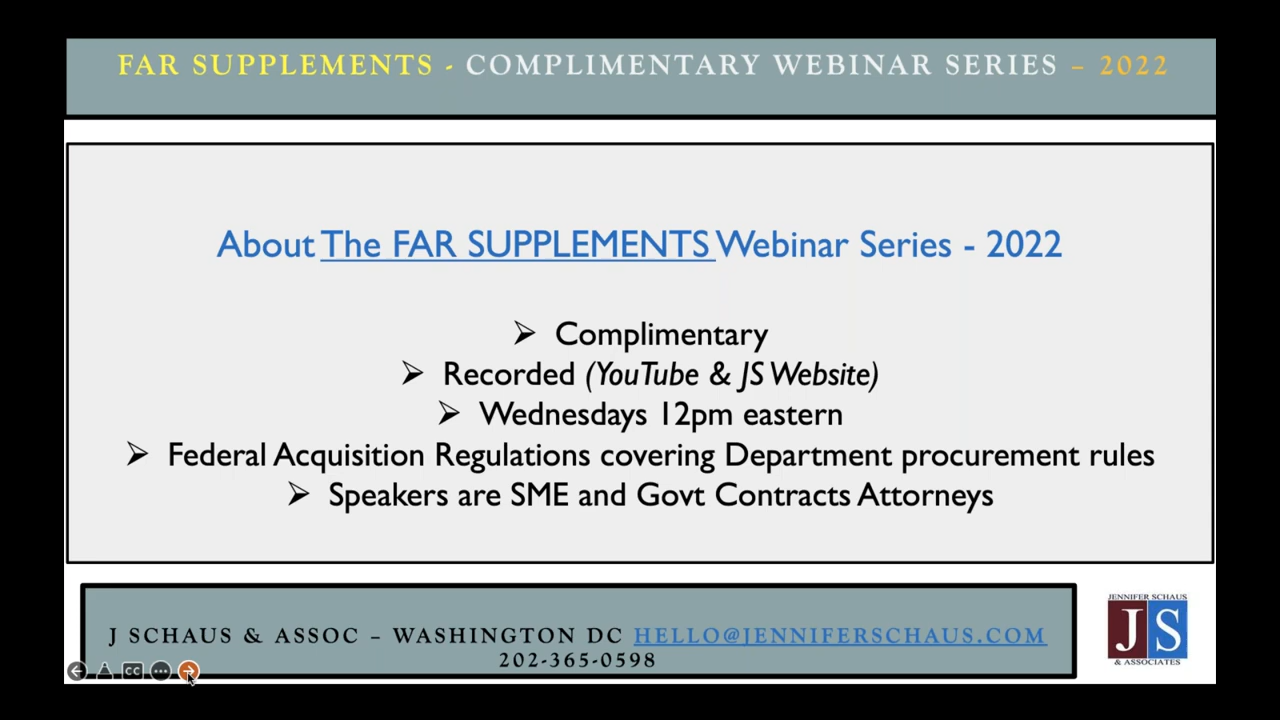 FAR SUPPLEMENTS - COMPLIMENTARY WEBINAR SERIES – 2022
About The FAR SUPPLEMENTS Webinar Series - 2022
➢ Complimentary
➢ Recorded (YouTube & JS Website)
➢ Wednesdays 12pm eastern
➢ Federal Acquisition Regulations covering Department procurement rules
➢ Speakers are SME and Govt Contracts Attorneys
J SCHAUS & ASSOC – WASHINGTON DC HELLO@JENNIFERSCHAUS.COM
202-365-0598
CC
JENNIFER SCHAUS
JS
& ASSOCIATES